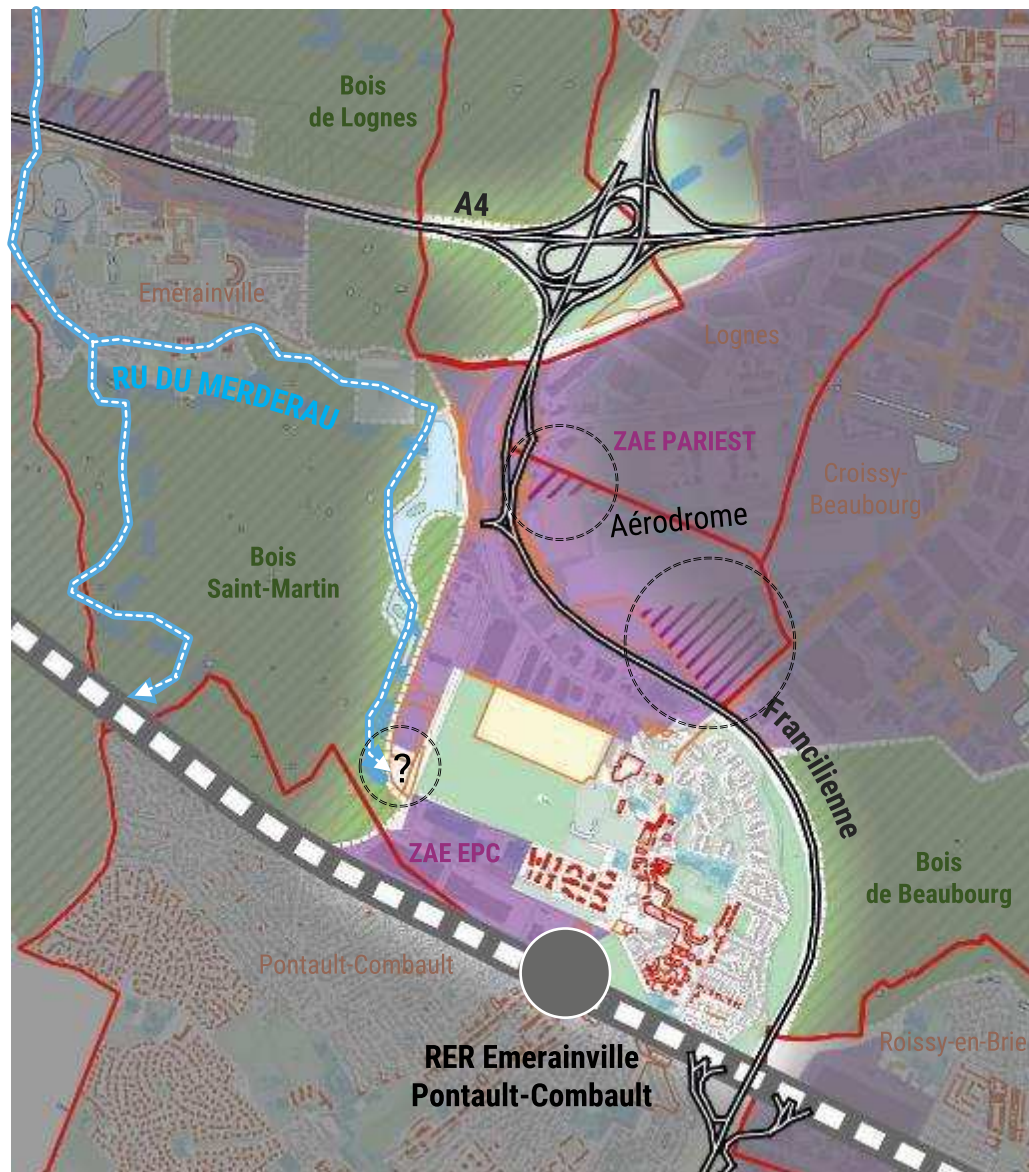 Bois
de Lognes
A4
Emérainville
Lognes
RU DU MERDERAU
ZAE PARIEST
Croissy-
Beaubourg
Aérodrome
Bois
Saint-Martin
Francilienne
?
ZAE EPC
Bois
de Beaubourg
Pontault-Combault
Roissy-en-Brie
RER Emerainville
Pontault-Combault